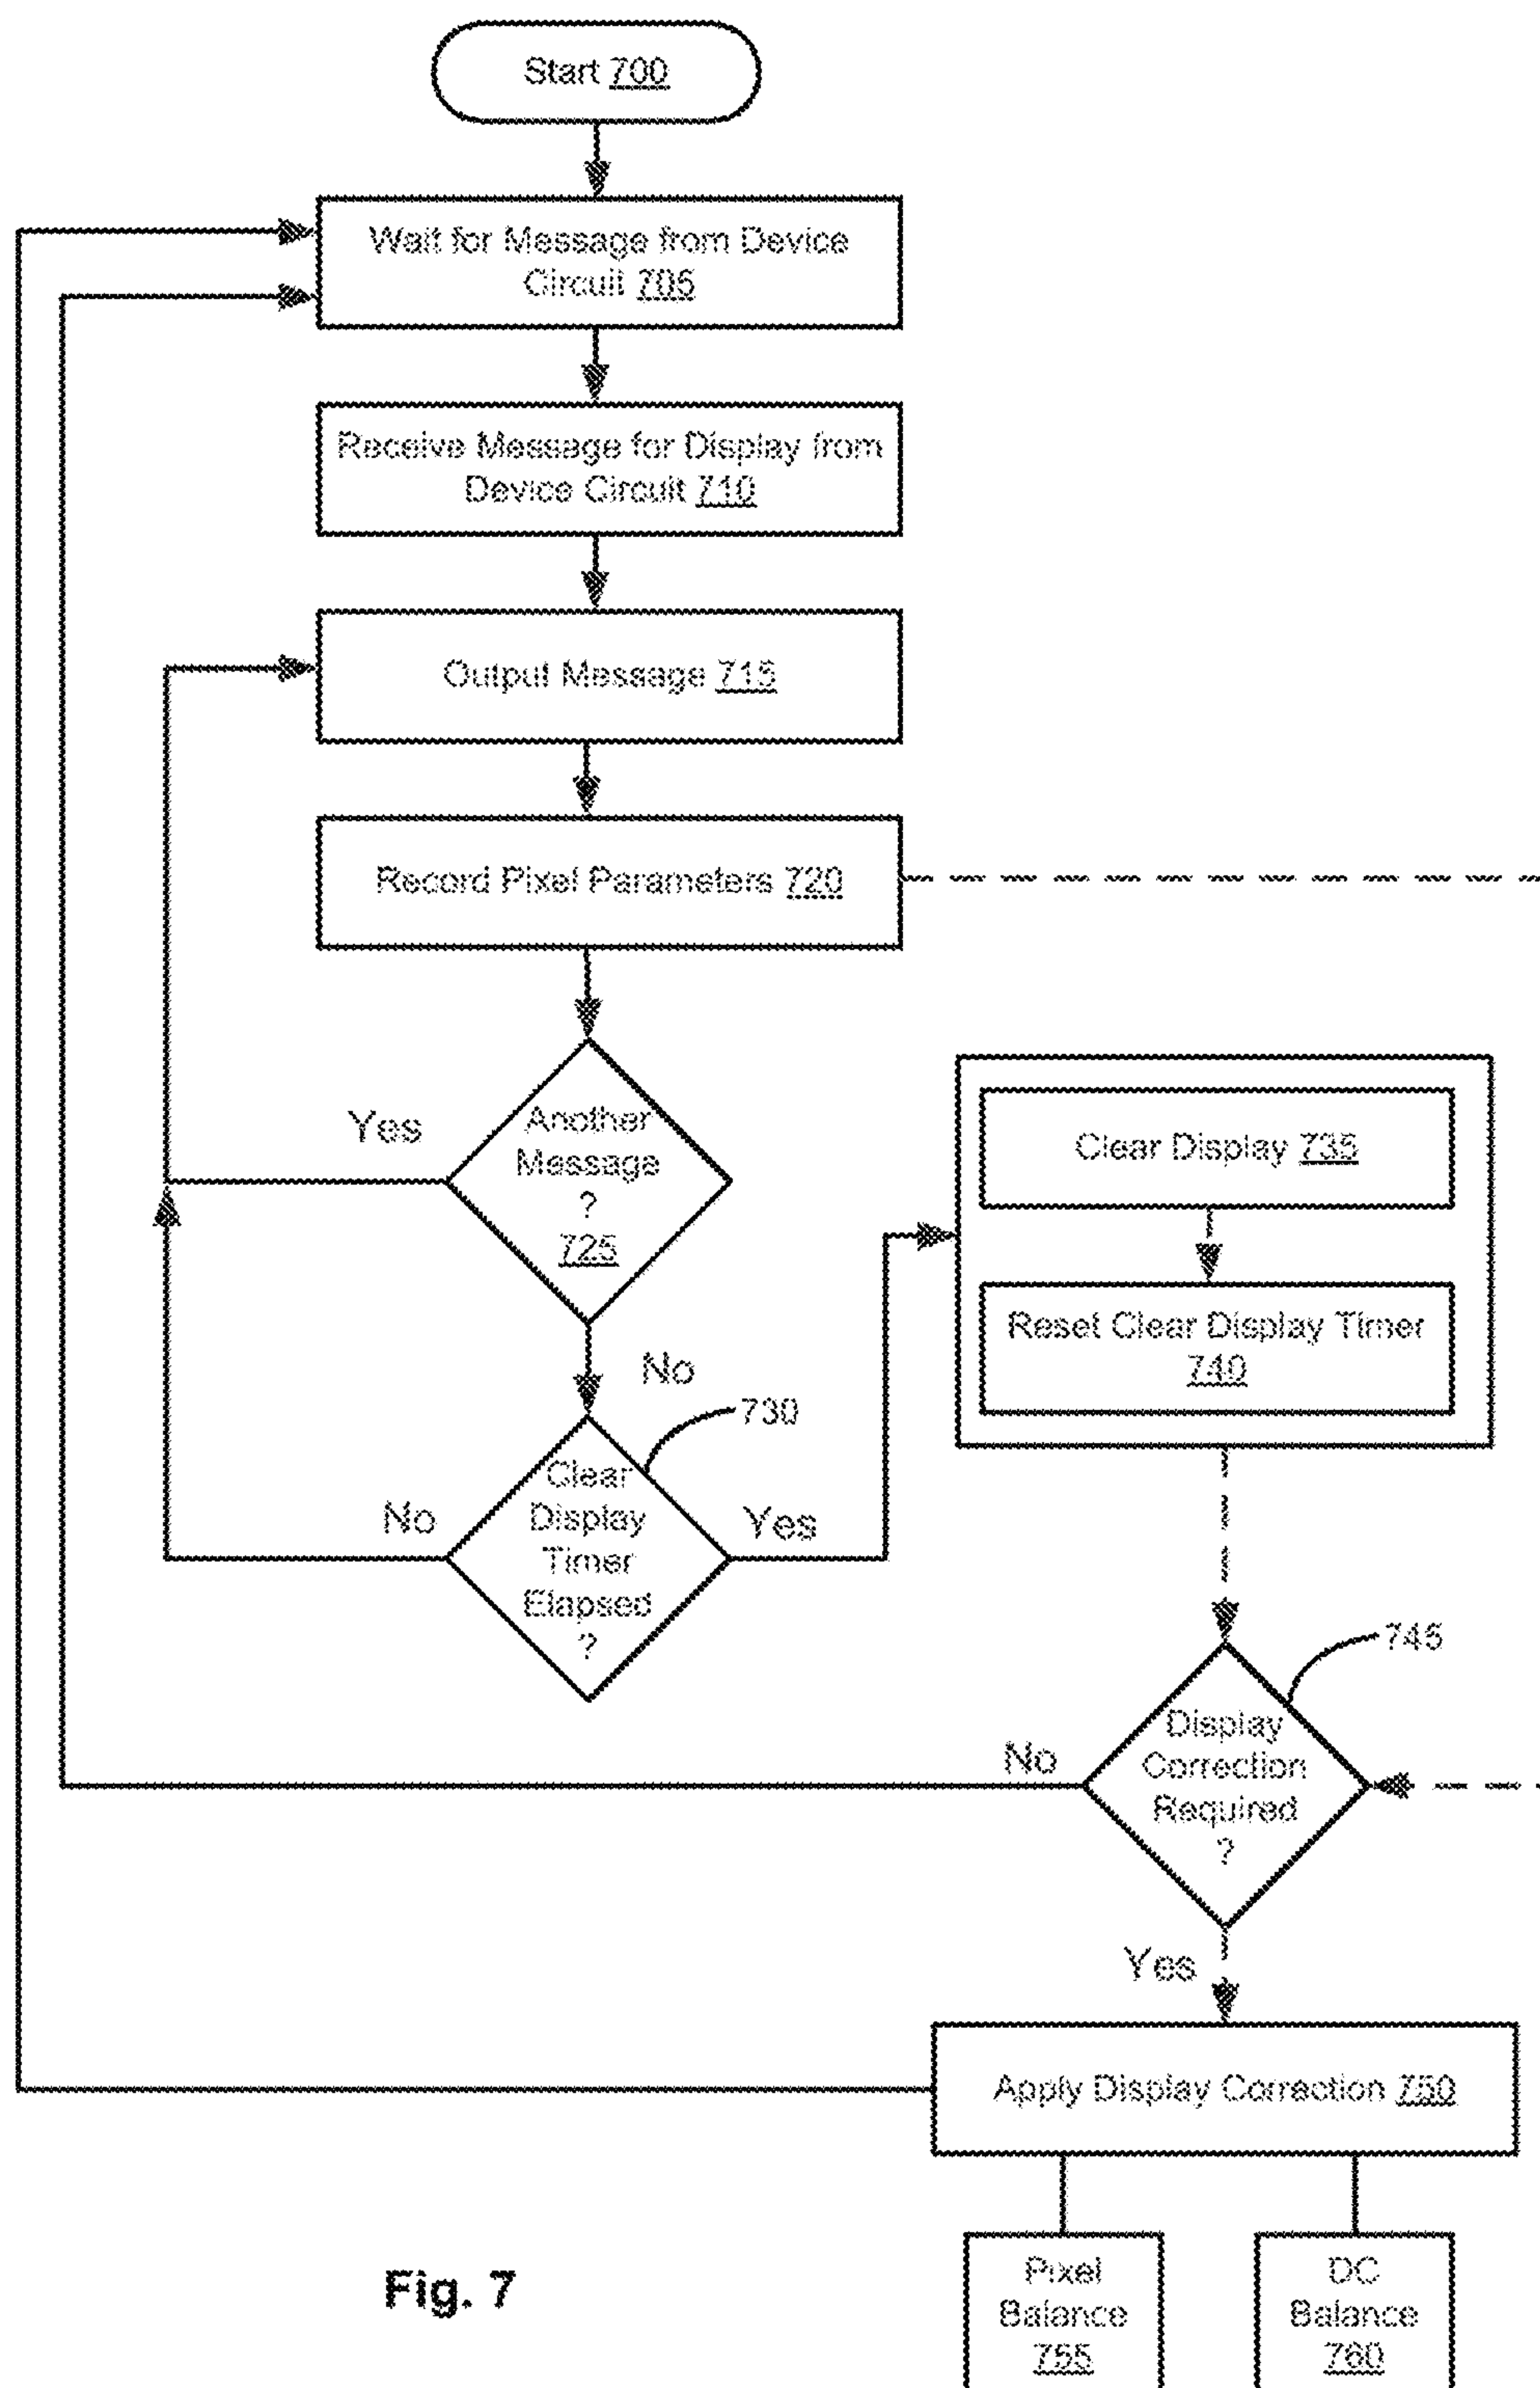 Start 700
Wait for Message from Device
Circuit 705
Receive Message for Display from
Device Circuit 710
Output Message 715
Record Pixel Parameters 720
Another
Message
?
725
Yes
No
730
Clear
Display
Timer
Elapsed
?
No
Yes
Clear Display 735
Reset Clear Display Timer
740
745
Display
Correction
Required
?
No
Yes
Apply Display Correction 750
Pixel
Balance
755
DC
Balance
760
Fig. 7